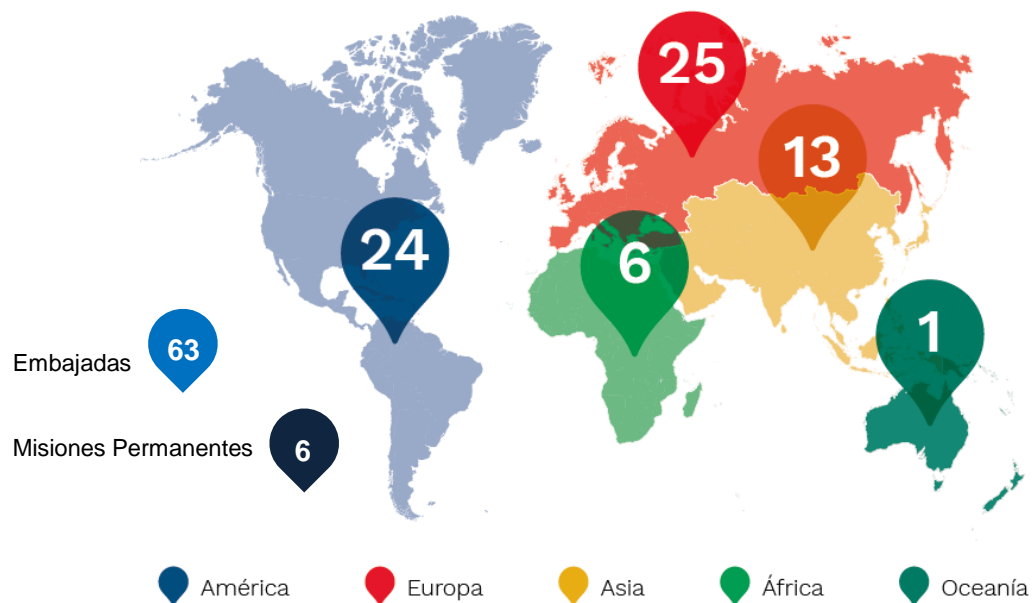 25
13
24
6
1
Embajadas 63
Misiones Permanentes 6
América Europa Asia África Oceanía